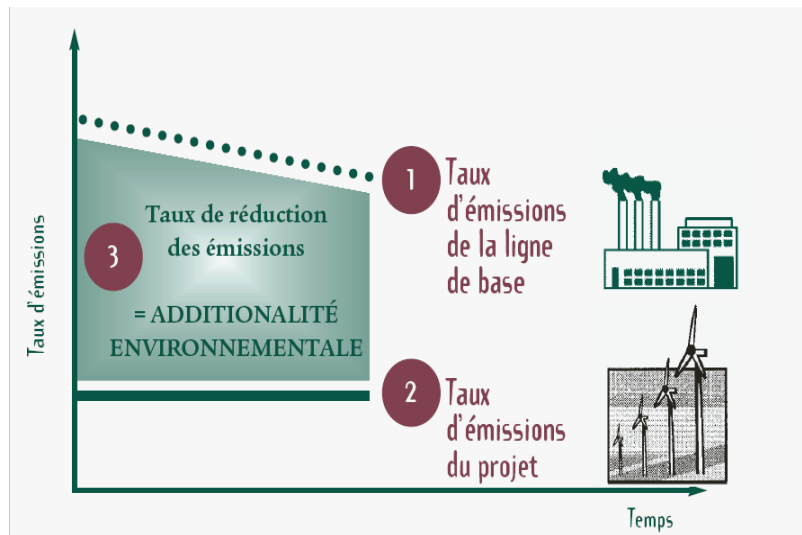 Taux d'émissions
3
Taux de réduction
des émissions
= ADDITIONALITÉ
ENVIRONNEMENTALE
1
Taux
d'émissions
de la ligne
de base
2
Taux
d'émissions
du projet
Temps